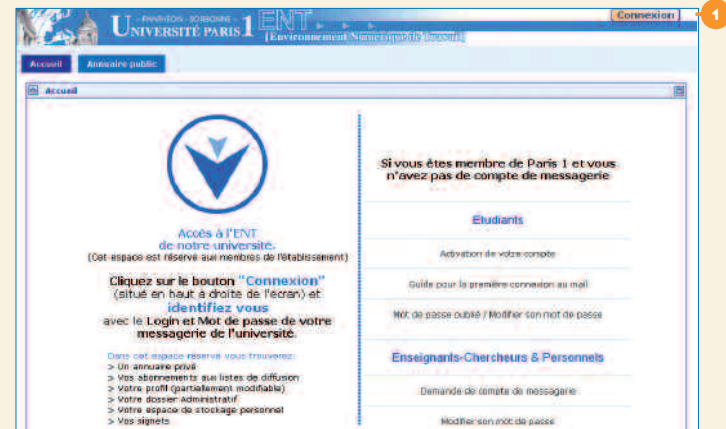 Connexion
1
- PANTHÉON - SORBONNE -
UNIVERSITÉ PARIS 1
ENT
[Environnement Numérique de Travail]
Accueil
Annuaire public
Accueil
Accès à l'ENT
de notre université.
(Cet espace est réservé aux membres de l'établissement)
Cliquez sur le bouton "Connexion"
(situé en haut à droite de l'écran) et
identifiez vous
avec le Login et Mot de passe de votre
messagerie de l'université.
Dans cet espace réservé vous trouverez:
> Un annuaire privé
> Vos abonnements aux listes de diffusion
> Votre profil (partiellement modifiable)
> Votre dossier Administratif
> Votre espace de stockage personnel
> Vos signets
Si vous êtes membre de Paris 1 et vous
n'avez pas de compte de messagerie
Etudiants
Activation de votre compte
Guide pour la première connexion au mail
Mot de passe oublié / Modifier son mot de passe
Enseignants-Chercheurs & Personnels
Demande de compte de messagerie
Modifier son mot de passe